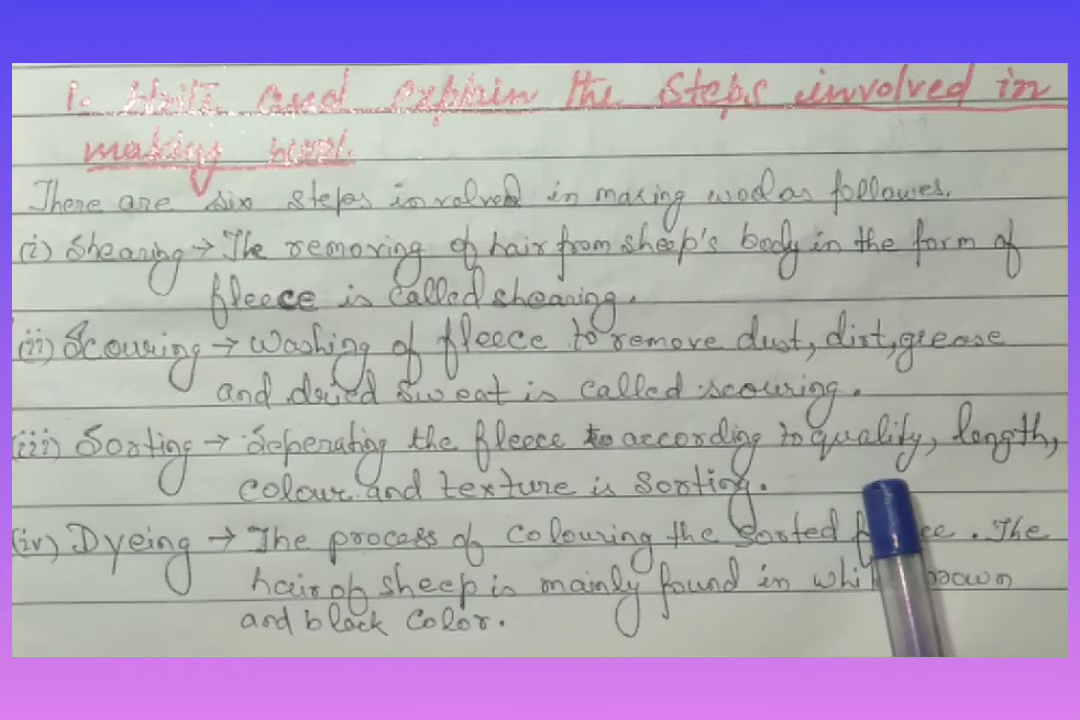 1. Write and explain the steps involved in
making wool.
There are six steps involved in making wool as followes.
(i) Shearing → The removing of hair from sheep's body in the form of
fleece is called shearing.
(ii) Scouring → Washing of fleece to remove dust, dirt, grease
and dried sweat is called scouring.
(iii) Sorting → Seperating the fleece to according to quality, length,
colour and texture is sorting.
(iv) Dyeing → The process of colouring the sorted . The
hair of sheep is mainly found in
and black color.